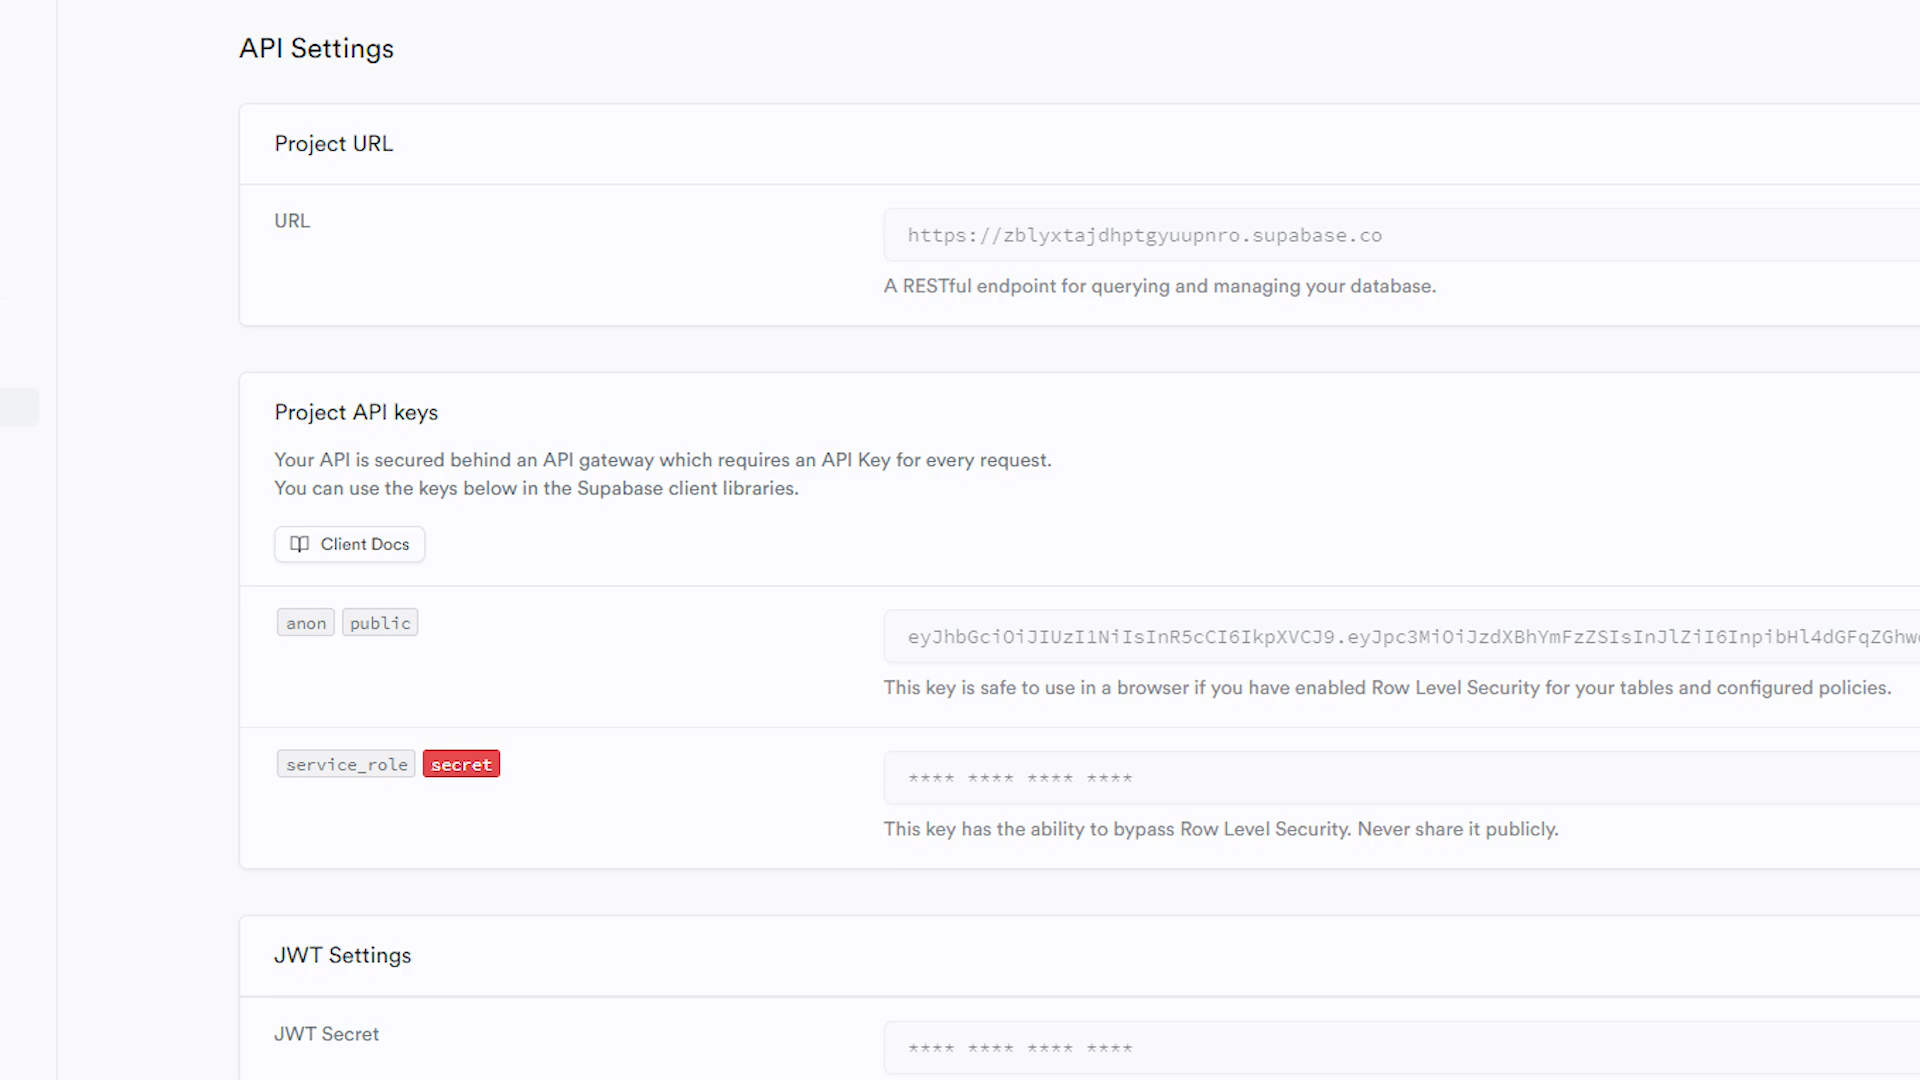 API Settings
Project URL
URL
https://zblyxtajdhptgyuupnro.supabase.co
A RESTful endpoint for querying and managing your database.
Project API keys
Your API is secured behind an API gateway which requires an API Key for every request.
You can use the keys below in the Supabase client libraries.
Client Docs
anon public
eyJhbGciOiJIUzI1NiIsInR5cCI6IkpXVCJ9.eyJpc3MiOiJzdXBhYmFzZSIsInJlZiI6InpibHl4dGFqZGhw
This key is safe to use in a browser if you have enabled Row Level Security for your tables and configured policies.
service_role secret
**** **** **** ****
This key has the ability to bypass Row Level Security. Never share it publicly.
JWT Settings
JWT Secret
**** **** **** ****